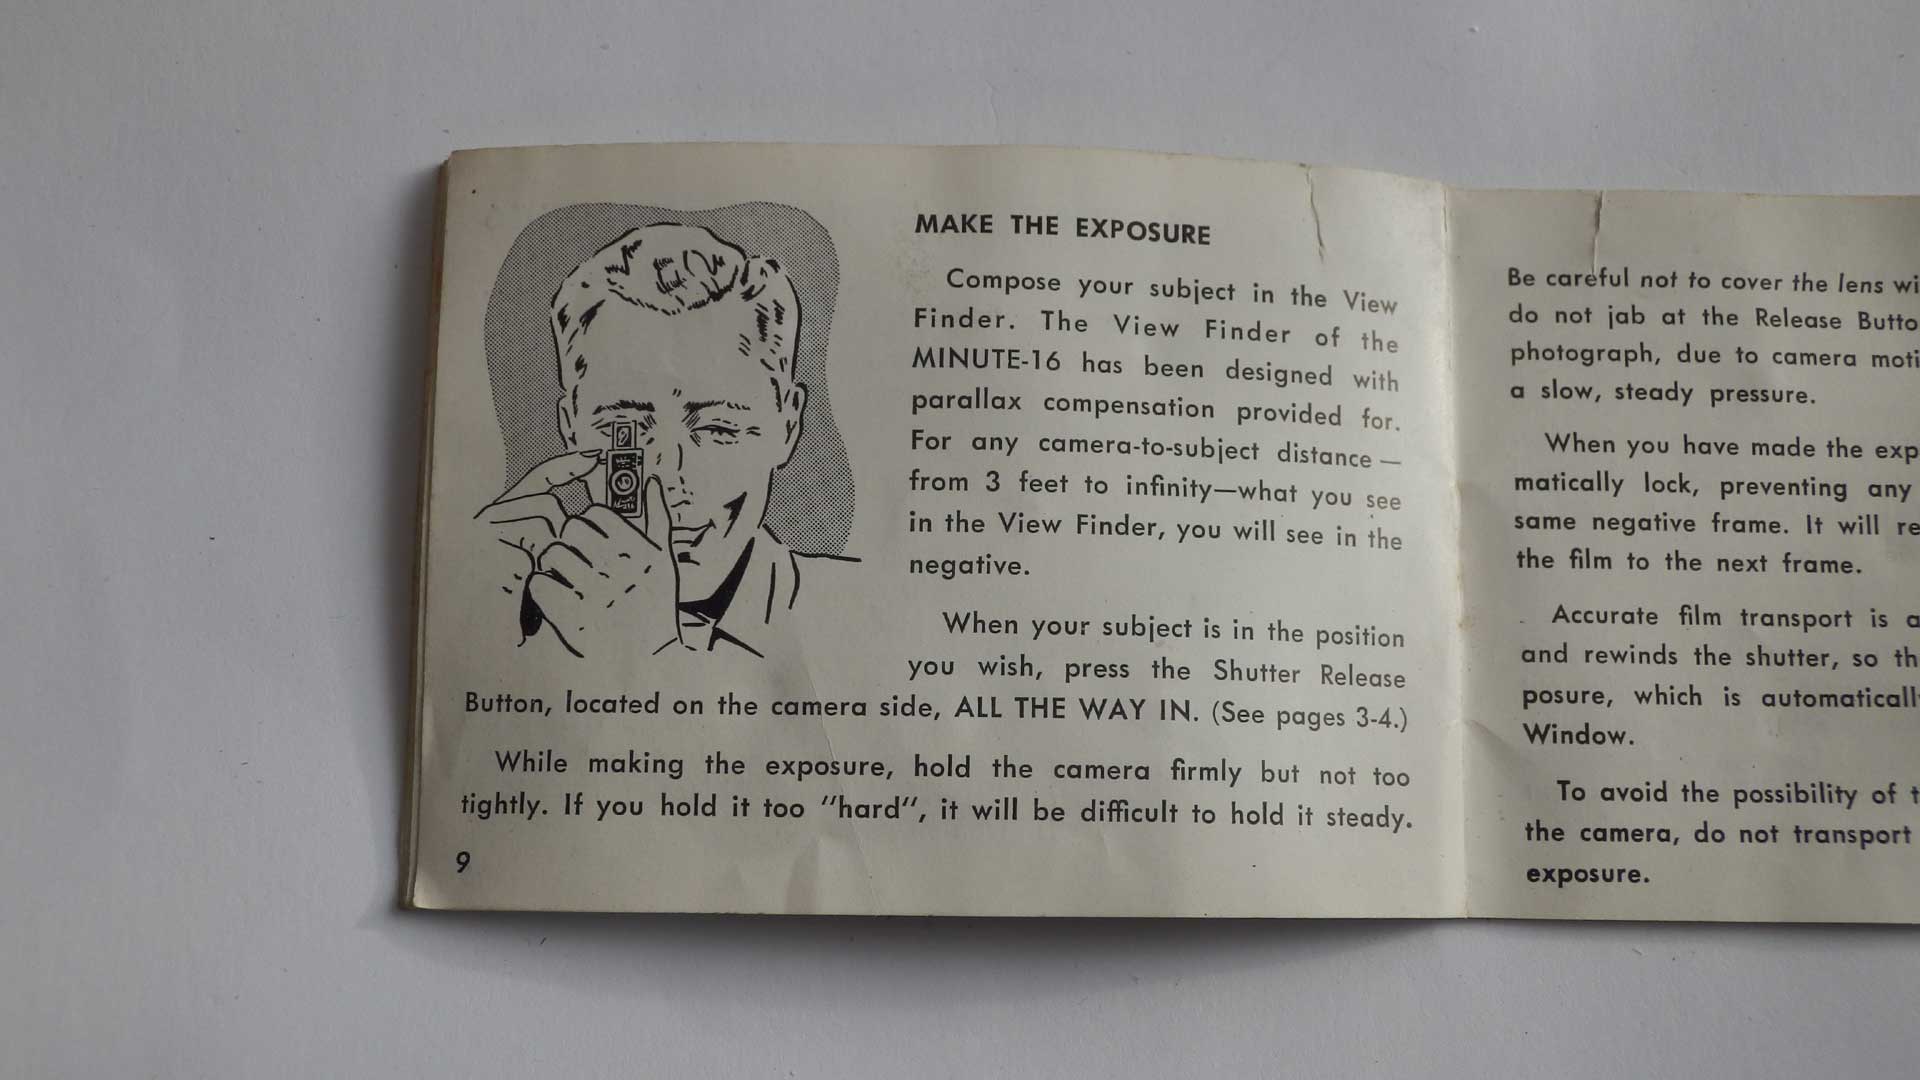 MAKE THE EXPOSURE
Compose your subject in the View
Finder. The View Finder of the
MINUTE-16 has been designed with
parallax compensation provided for.
For any camera-to-subject distance —
from 3 feet to infinity—what you see
in the View Finder, you will see in the
negative.
When your subject is in the position
you wish, press the Shutter Release
Button, located on the camera side, ALL THE WAY IN. (See pages 3-4.)
While making the exposure, hold the camera firmly but not too
tightly. If you hold it too "hard", it will be difficult to hold it steady.
9
Be careful not to cover the lens
do not jab at the Release
photograph, due to camera
a slow, steady pressure.
When you have made the
matically lock, preventing any
same negative frame. It will
the film to the next frame.
Accurate film transport is
and rewinds the shutter, so
posure, which is
Window.
To avoid the possibility of
the camera, do not transport
exposure.